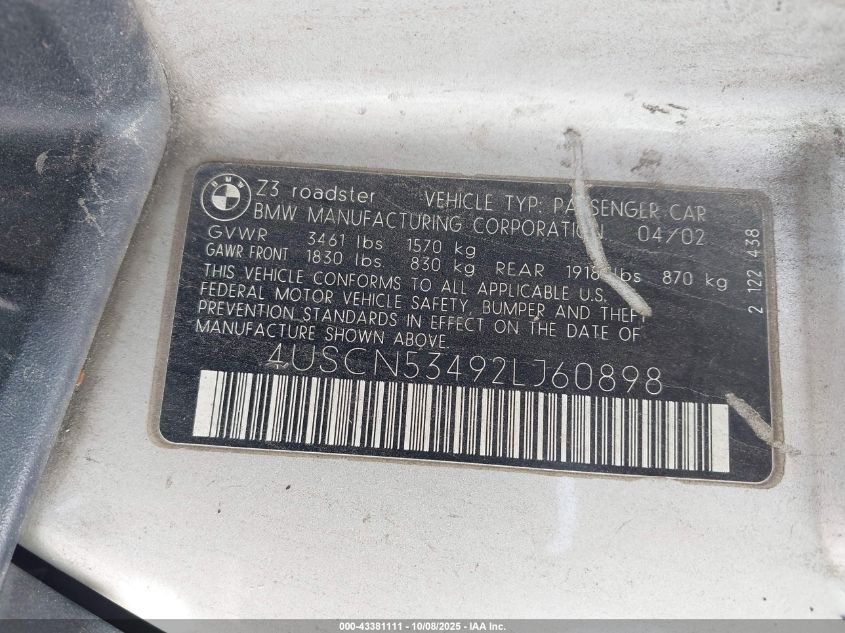 BMW
Z3 roadster VEHICLE TYP: PASSENGER CAR
BMW MANUFACTURING CORPORATION 04/02
GVWR 3461 lbs 1570 kg
GAWR FRONT 1830 lbs 830 kg REAR 1918 lbs 870 kg
THIS VEHICLE CONFORMS TO ALL APPLICABLE U.S.
FEDERAL MOTOR VEHICLE SAFETY, BUMPER AND THEFT
PREVENTION STANDARDS IN EFFECT ON THE DATE OF
MANUFACTURE SHOWN ABOVE.
4USCN53492LJ60898
2 122 438
000-43381111 - 10/08/2025 - IAA Inc.